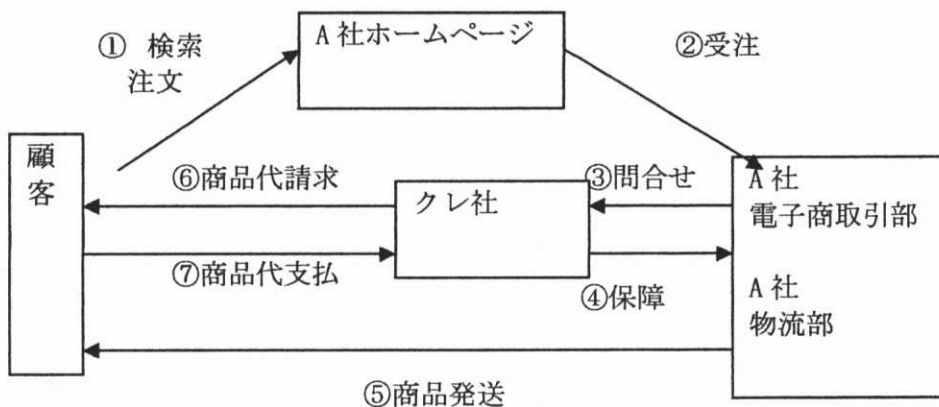 ① 検索
注文
A社ホームページ
②受注
顧
客
⑥商品代請求
クレ社
③問合せ
A社
電子商取引部
⑦商品代支払
④保障
A社
物流部
⑤商品発送